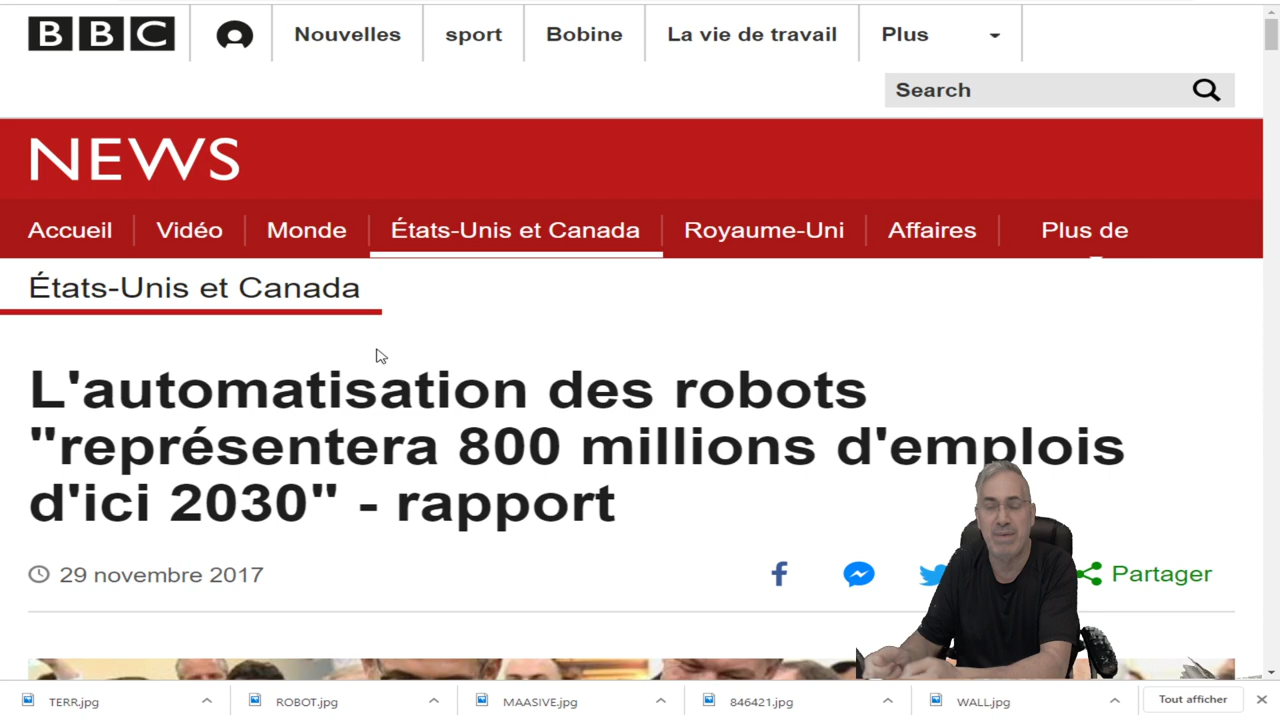 BBC
Nouvelles
sport
Bobine
La vie de travail
Plus
Search
NEWS
Accueil
Vidéo
Monde
États-Unis et Canada
Royaume-Uni
Affaires
Plus de
États-Unis et Canada
L'automatisation des robots
"représentera 800 millions d'emplois
d'ici 2030" - rapport
29 novembre 2017
Partager
TERR.jpg
ROBOT.jpg
MAASIVE.jpg
846421.jpg
WALL.jpg
Tout afficher